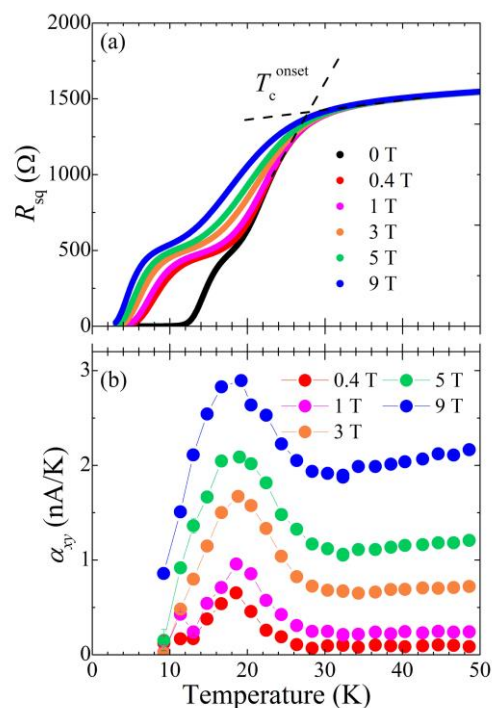 2000
(a)
T_c^onset
1500
R_sq (Ω)
1000
0 T
0.4 T
1 T
500
3 T
5 T
9 T
0
(b)
3
0.4 T 5 T
1 T 9 T
3 T
α_xy (nA/K)
2
1
0
0 10 20 30 40 50
Temperature (K)